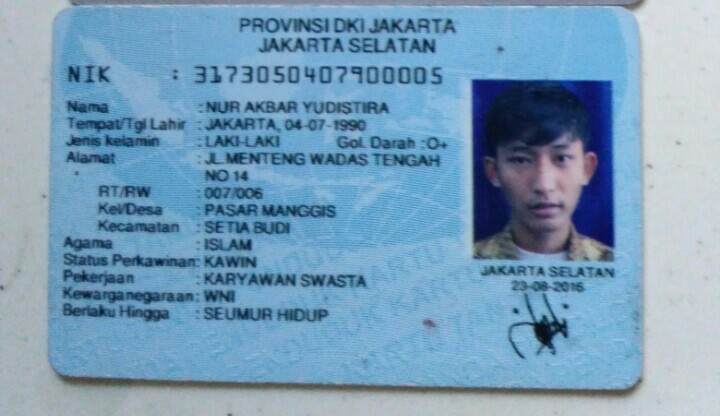 PROVINSI DKI JAKARTA
JAKARTA SELATAN
NIK : 3173050407900005
Nama : NUR AKBAR YUDISTIRA
Tempat/Tgl Lahir : JAKARTA, 04-07-1990
Jenis kelamin : LAKI-LAKI Gol. Darah : O+
Alamat : JL.MENTENG WADAS TENGAH
NO 14
RT/RW : 007/006
Kel/Desa : PASAR MANGGIS
Kecamatan : SETIA BUDI
Agama : ISLAM
Status Perkawinan: KAWIN
Pekerjaan : KARYAWAN SWASTA
Kewarganegaraan: WNI
Berlaku Hingga : SEUMUR HIDUP
JAKARTA SELATAN
23-08-2016